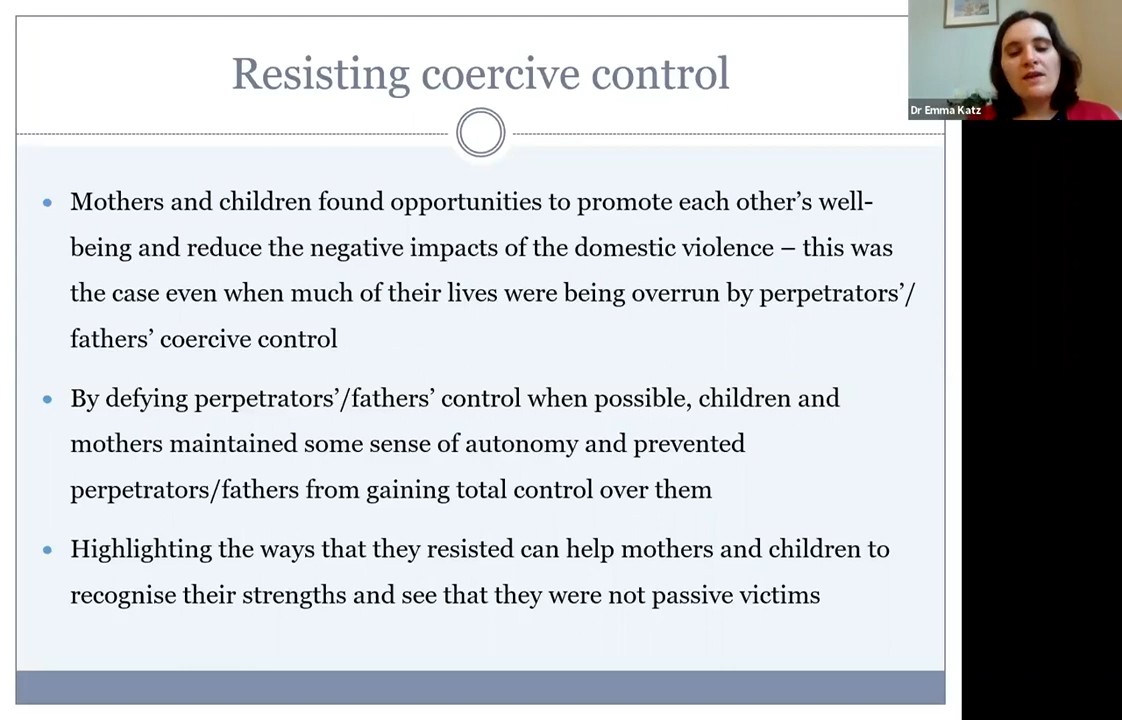 Resisting coercive control
Dr Emma Katz
• Mothers and children found opportunities to promote each other’s well-
being and reduce the negative impacts of the domestic violence – this was
the case even when much of their lives were being overrun by perpetrators’/
fathers’ coercive control
• By defying perpetrators’/fathers’ control when possible, children and
mothers maintained some sense of autonomy and prevented
perpetrators/fathers from gaining total control over them
• Highlighting the ways that they resisted can help mothers and children to
recognise their strengths and see that they were not passive victims